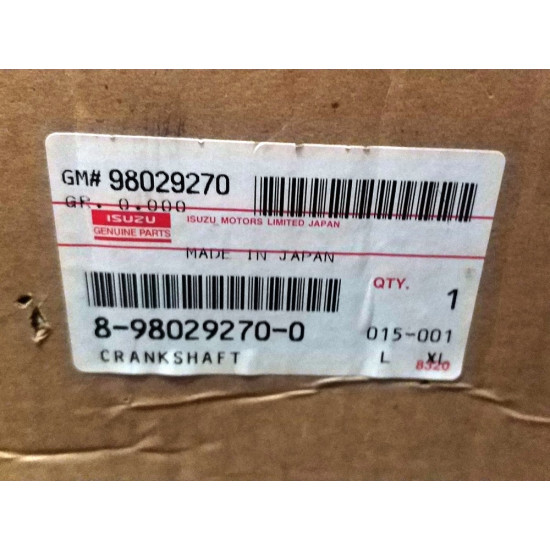 GM# 98029270
GR. 0.000
ISUZU
GENUINE PARTS
ISUZU MOTORS LIMITED JAPAN
MADE IN JAPAN
QTY. 1
8-98029270-0
015-001
CRANKSHAFT
L XL
8320